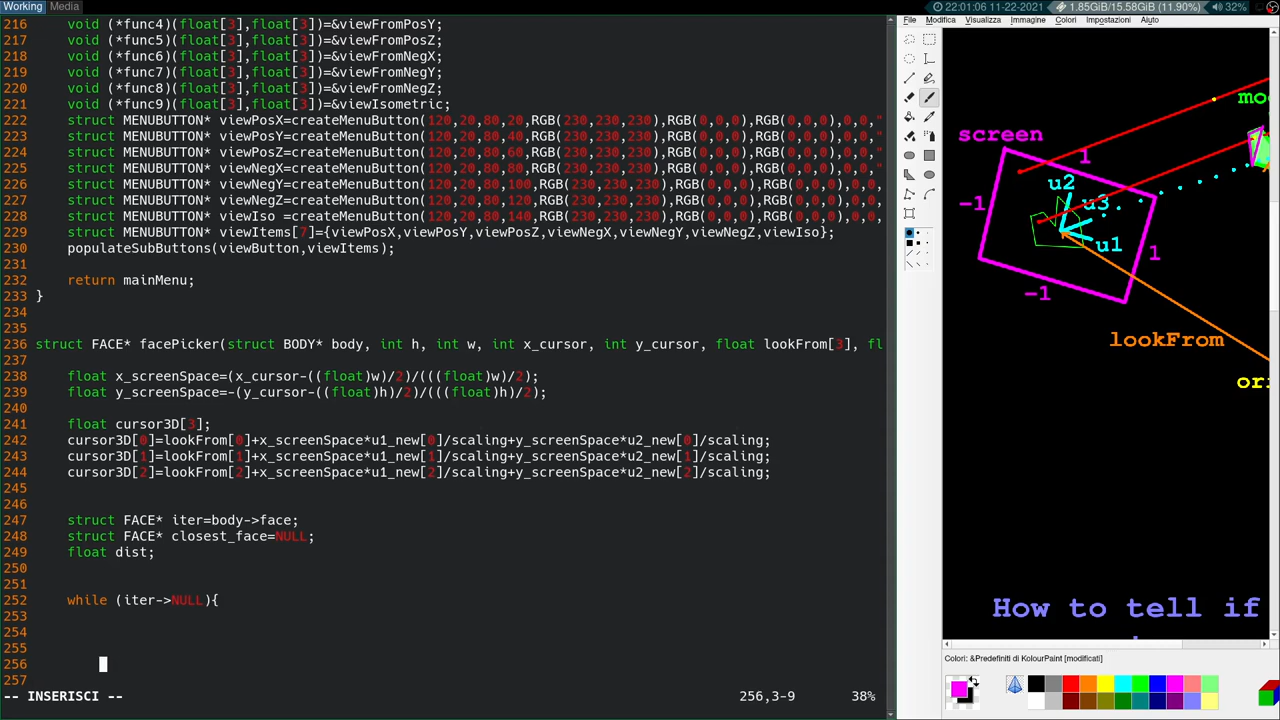 Working Media
22:01:06 11-22-2021 1.85GiB/15.58GiB (11.90%) 32%
216 void (*func4)(float[3],float[3])=&viewFromPosY;
217 void (*func5)(float[3],float[3])=&viewFromPosZ;
218 void (*func6)(float[3],float[3])=&viewFromNegX;
219 void (*func7)(float[3],float[3])=&viewFromNegY;
220 void (*func8)(float[3],float[3])=&viewFromNegZ;
221 void (*func9)(float[3],float[3])=&viewIsometric;
222 struct MENUBUTTON* viewPosX=createMenuButton(120,20,80,20,RGB(230,230,230),RGB(0,0,0),RGB(0,0,0),0,0,"
223 struct MENUBUTTON* viewPosY=createMenuButton(120,20,80,40,RGB(230,230,230),RGB(0,0,0),RGB(0,0,0),0,0,"
224 struct MENUBUTTON* viewPosZ=createMenuButton(120,20,80,60,RGB(230,230,230),RGB(0,0,0),RGB(0,0,0),0,0,"
225 struct MENUBUTTON* viewNegX=createMenuButton(120,20,80,80,RGB(230,230,230),RGB(0,0,0),RGB(0,0,0),0,0,"
226 struct MENUBUTTON* viewNegY=createMenuButton(120,20,80,100,RGB(230,230,230),RGB(0,0,0),RGB(0,0,0),0,0,
227 struct MENUBUTTON* viewNegZ=createMenuButton(120,20,80,120,RGB(230,230,230),RGB(0,0,0),RGB(0,0,0),0,0,
228 struct MENUBUTTON* viewIso=createMenuButton(120,20,80,140,RGB(230,230,230),RGB(0,0,0),RGB(0,0,0),0,0,"
229 struct MENUBUTTON* viewItems[7]={viewPosX,viewPosY,viewPosZ,viewNegX,viewNegY,viewNegZ,viewIso};
230 populateSubButtons(viewButton,viewItems,7);
231
232 return mainMenu;
233 }
234
235
236 struct FACE* facePicker(struct BODY* body, int h, int w, int x_cursor, int y_cursor, float lookFrom[3], fl
237
238 float x_screenSpace=(x_cursor-((float)w)/2)/(((float)w)/2);
239 float y_screenSpace=-(y_cursor-((float)h)/2)/(((float)h)/2);
240
241 float cursor3D[3];
242 cursor3D[0]=lookFrom[0]+x_screenSpace*u1_new[0]/scaling+y_screenSpace*u2_new[0]/scaling;
243 cursor3D[1]=lookFrom[1]+x_screenSpace*u1_new[1]/scaling+y_screenSpace*u2_new[1]/scaling;
244 cursor3D[2]=lookFrom[2]+x_screenSpace*u1_new[2]/scaling+y_screenSpace*u2_new[2]/scaling;
245
246
247 struct FACE* iter=body->face;
248 struct FACE* closest_face=NULL;
249 float dist;
250
251
252 while (iter->NULL){
253
254
255
256
257
-- INSERISCI -- 256,3-9 38%
File Modifica Visualizza Immagine Colori Impostazioni Aiuto
mo
screen
1
u2
-1
u3
u1
1
-1
lookFrom
ori
How to tell if
Colori: &Predefiniti di KolourPaint [modificati]